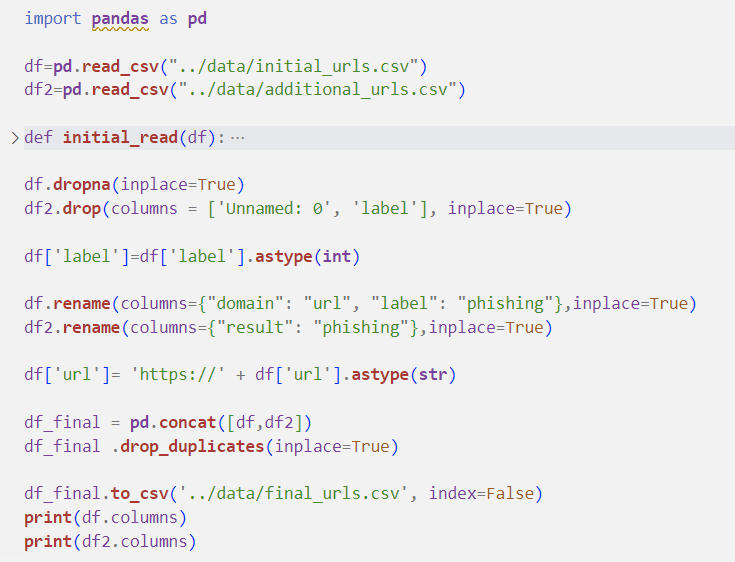 import pandas as pd
df=pd.read_csv("../data/initial_urls.csv")
df2=pd.read_csv("../data/additional_urls.csv")
def initial_read(df):···
df.dropna(inplace=True)
df2.drop(columns = ['Unnamed: 0', 'label'], inplace=True)
df['label']=df['label'].astype(int)
df.rename(columns={"domain": "url", "label": "phishing"},inplace=True)
df2.rename(columns={"result": "phishing"},inplace=True)
df['url']= 'https://' + df['url'].astype(str)
df_final = pd.concat([df,df2])
df_final .drop_duplicates(inplace=True)
df_final.to_csv('../data/final_urls.csv', index=False)
print(df.columns)
print(df2.columns)